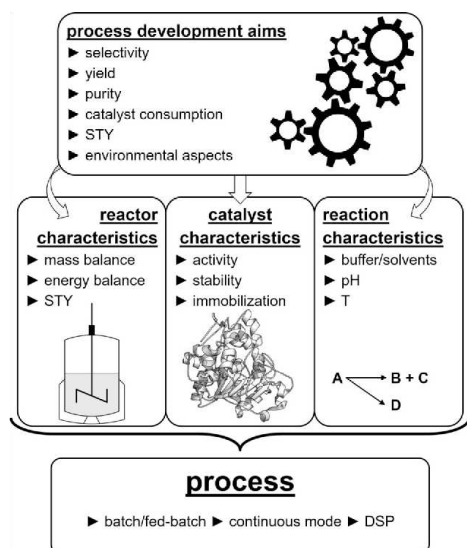 process development aims
► selectivity
► yield
► purity
► catalyst consumption
► STY
► environmental aspects
reactor
characteristics
► mass balance
► energy balance
► STY
catalyst
characteristics
► activity
► stability
► immobilization
reaction
characteristics
► buffer/solvents
► pH
► T
A
B + C
D
process
► batch/fed-batch ► continuous mode ► DSP